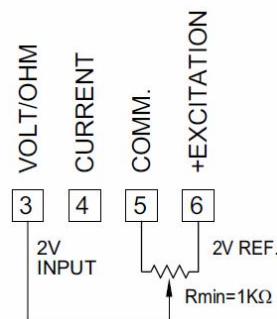 VOLT/OHM
CURRENT
COMM.
+EXCITATION
3
4
5
6
2V
INPUT
2V REF.
Rmin=1KΩ